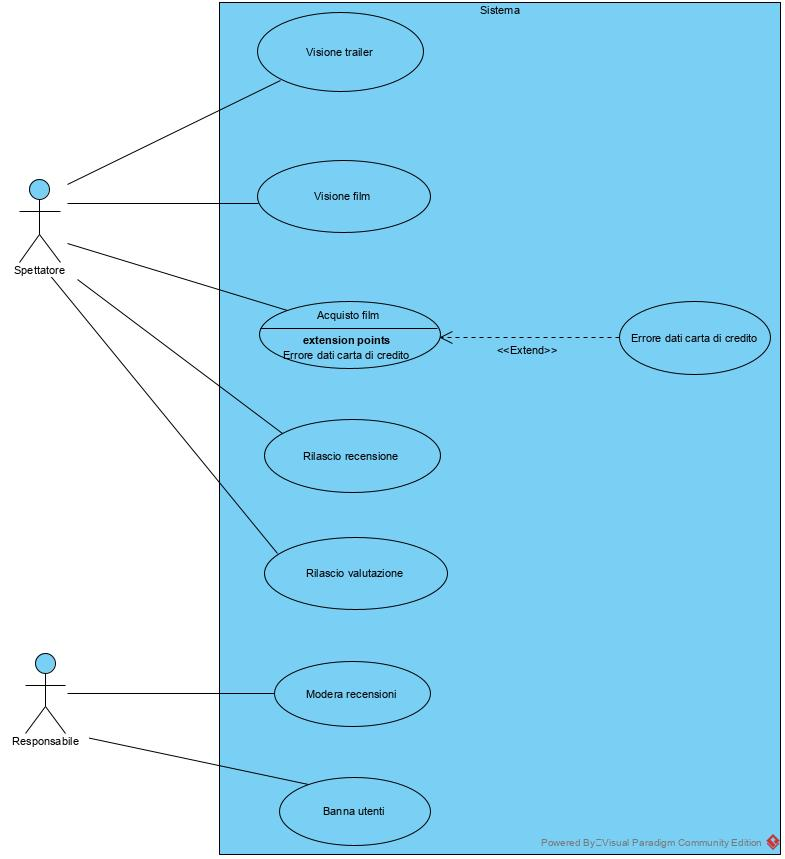 Sistema
Visione trailer
Visione film
Spettatore
Acquisto film
extension points
Errore dati carta di credito
<<Extend>>
Errore dati carta di credito
Rilascio recensione
Rilascio valutazione
Modera recensioni
Responsabile
Banna utenti
Powered By Visual Paradigm Community Edition